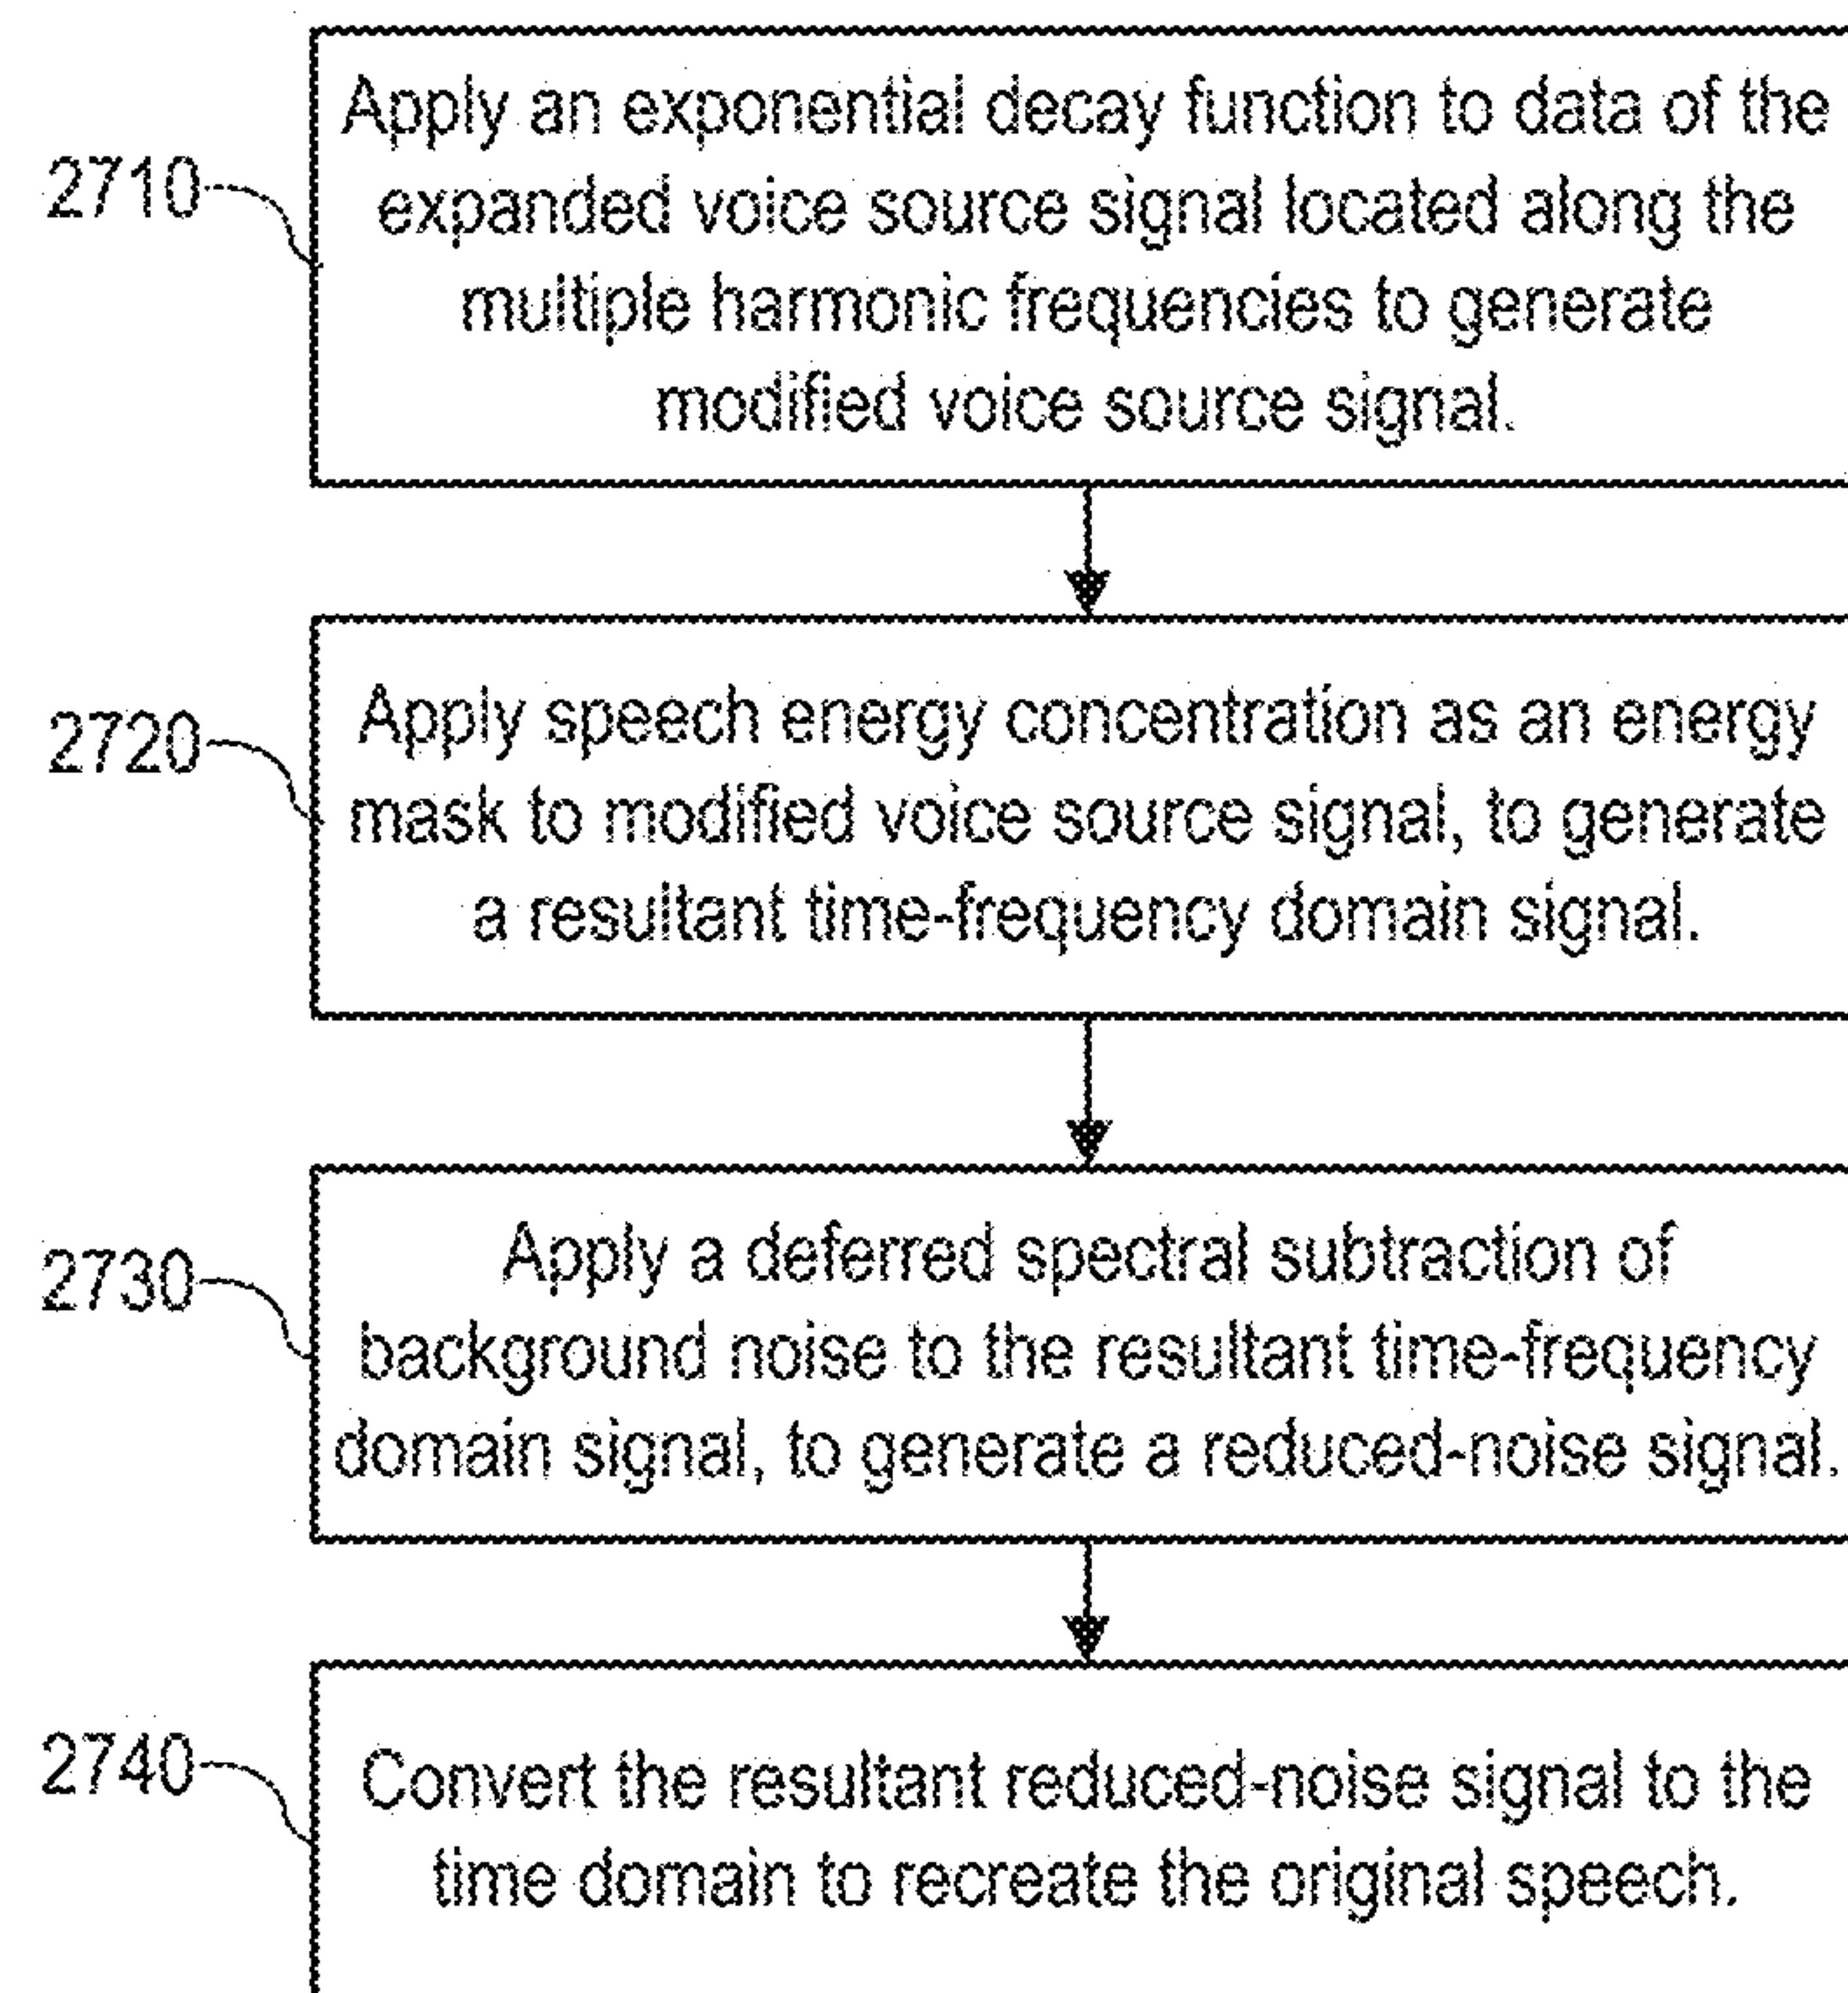 Apply an exponential decay function to data of the
2710
expanded voice source signal located along the
multiple harmonic frequencies to generate
modified voice source signal.
2720
Apply speech energy concentration as an energy
mask to modified voice source signal, to generate
a resultant time-frequency domain signal.
2730
Apply a deferred spectral subtraction of
background noise to the resultant time-frequency
domain signal, to generate a reduced-noise signal.
2740
Convert the resultant reduced-noise signal to the
time domain to recreate the original speech.